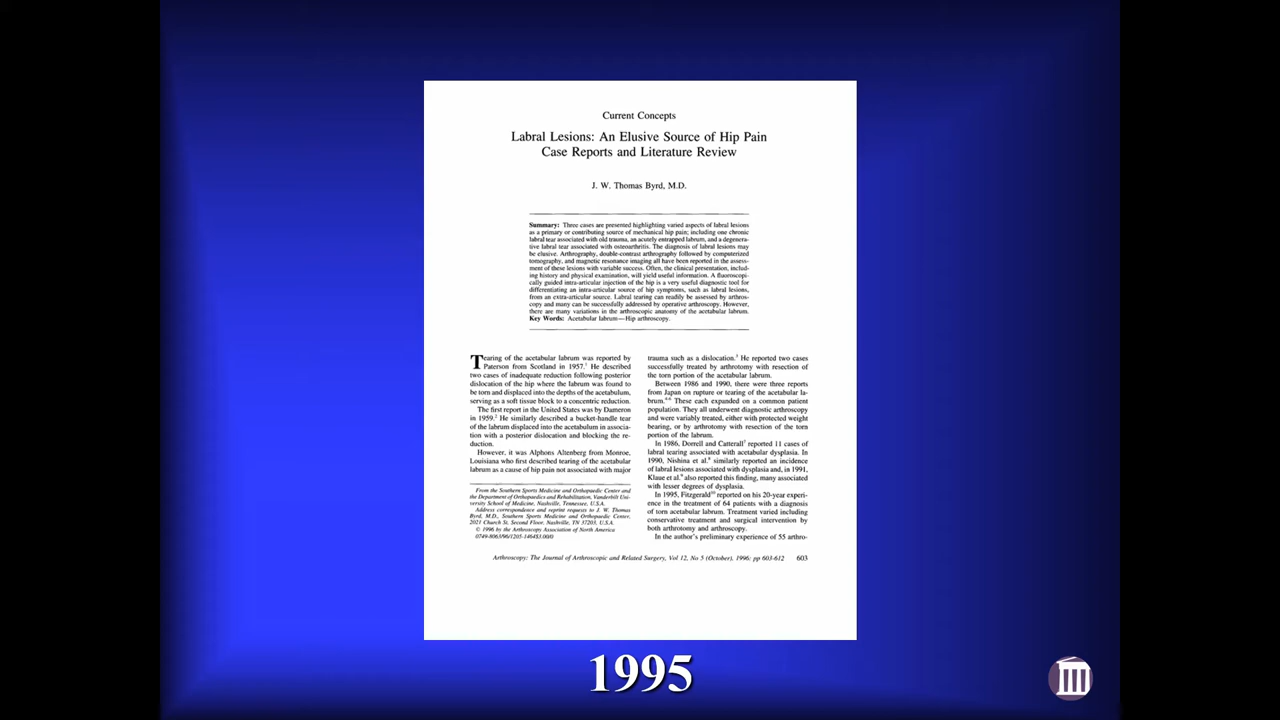 Current Concepts
Labral Lesions: An Elusive Source of Hip Pain
Case Reports and Literature Review
J. W. Thomas Byrd, M.D.
Summary: Three cases are presented highlighting varied aspects of labral lesions
as a primary or contributing source of mechanical hip pain; including one chronic
labral tear associated with old trauma, an acutely entrapped labrum, and a degenera-
tive labral tear associated with osteoarthritis. The diagnosis of labral lesions may
be elusive. Arthrography, double-contrast arthrography followed by computerized
tomography, and magnetic resonance imaging all have been reported in the assess-
ment of these lesions with variable success. Often, the clinical presentation, includ-
ing history and physical examination, will yield useful information. A fluoroscopi-
cally guided intra-articular injection of the hip is a very useful diagnostic tool for
differentiating an intra-articular source of hip symptoms, such as labral lesions,
from an extra-articular source. Labral tearing can readily be assessed by arthros-
copy and many can be successfully addressed by operative arthroscopy. However,
there are many variations in the arthroscopic anatomy of the acetabular labrum.
Key Words: Acetabular labrum—Hip arthroscopy.
Tearing of the acetabular labrum was reported by
Paterson from Scotland in 1957.¹ He described
two cases of inadequate reduction following posterior
dislocation of the hip where the labrum was found to
be torn and displaced into the depths of the acetabulum,
serving as a soft tissue block to a concentric reduction.
The first report in the United States was by Dameron
in 1959.² He similarly described a bucket-handle tear
of the labrum displaced into the acetabulum in associa-
tion with a posterior dislocation and blocking the re-
duction.
However, it was Alphons Altenberg from Monroe,
Louisiana who first described tearing of the acetabular
labrum as a cause of hip pain not associated with major
From the Southern Sports Medicine and Orthopaedic Center and
the Department of Orthopaedics and Rehabilitation, Vanderbilt Uni-
versity School of Medicine, Nashville, Tennessee, U.S.A.
Address correspondence and reprint requests to J. W. Thomas
Byrd, M.D., Southern Sports Medicine and Orthopaedic Center,
2021 Church St, Second Floor, Nashville, TN 37203, U.S.A.
© 1996 by the Arthroscopy Association of North America
0749-8063/96/1205-1464$3.00/0
trauma such as a dislocation.³ He reported two cases
successfully treated by arthrotomy with resection of
the torn portion of the acetabular labrum.
Between 1986 and 1990, there were three reports
from Japan on rupture or tearing of the acetabular la-
brum.⁴⁻⁶ These each expanded on a common patient
population. They all underwent diagnostic arthroscopy
and were variably treated, either with protected weight
bearing, or by arthrotomy with resection of the torn
portion of the labrum.
In 1986, Dorrell and Catterall⁷ reported 11 cases of
labral tearing associated with acetabular dysplasia. In
1990, Nishina et al.⁸ similarly reported an incidence
of labral lesions associated with dysplasia and, in 1991,
Klaue et al.⁹ also reported this finding, many associated
with lesser degrees of dysplasia.
In 1995, Fitzgerald¹⁰ reported on his 20-year experi-
ence in the treatment of 64 patients with a diagnosis
of torn acetabular labrum. Treatment varied including
conservative treatment and surgical intervention by
both arthrotomy and arthroscopy.
In the author's preliminary experience of 55 arthro-
Arthroscopy: The Journal of Arthroscopic and Related Surgery, Vol 12, No 5 (October), 1996: pp 603-612 603
1995